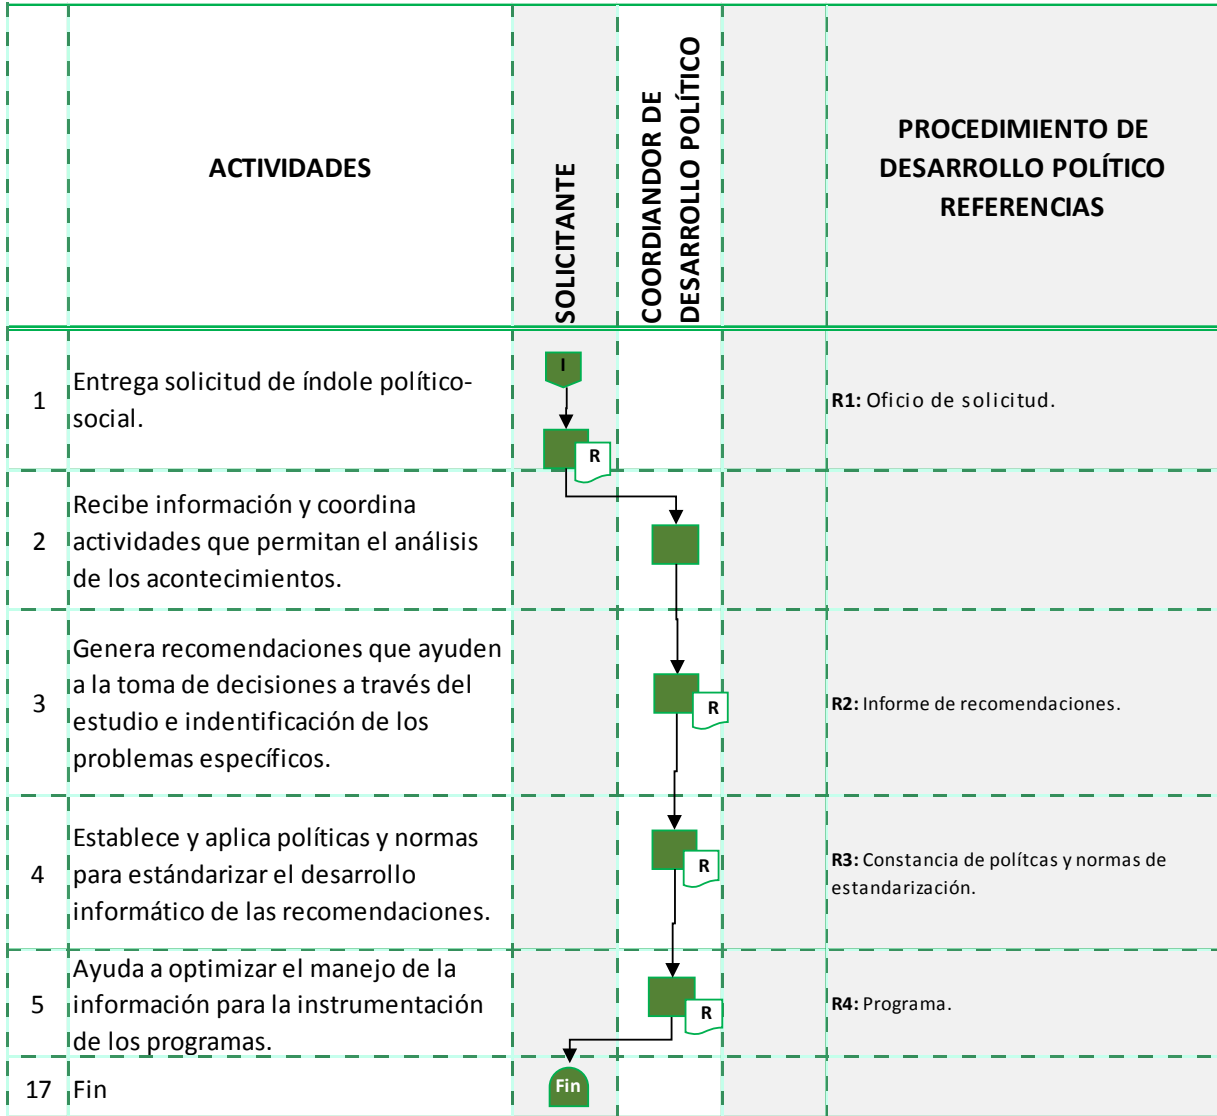 ACTIVIDADES
SOLICITANTE
COORDIANDOR DE
DESARROLLO POLÍTICO
PROCEDIMIENTO DE
DESARROLLO POLÍTICO
REFERENCIAS
1
Entrega solicitud de índole político-
social.
I
R
R1: Oficio de solicitud.
2
Recibe información y coordina
actividades que permitan el análisis
de los acontecimientos.
3
Genera recomendaciones que ayuden
a la toma de decisiones a través del
estudio e indentificación de los
problemas específicos.
R
R2: Informe de recomendaciones.
4
Establece y aplica políticas y normas
para estándarizar el desarrollo
informático de las recomendaciones.
R
R3: Constancia de polítcas y normas de
estandarización.
5
Ayuda a optimizar el manejo de la
información para la instrumentación
de los programas.
R
R4: Programa.
17
Fin
Fin